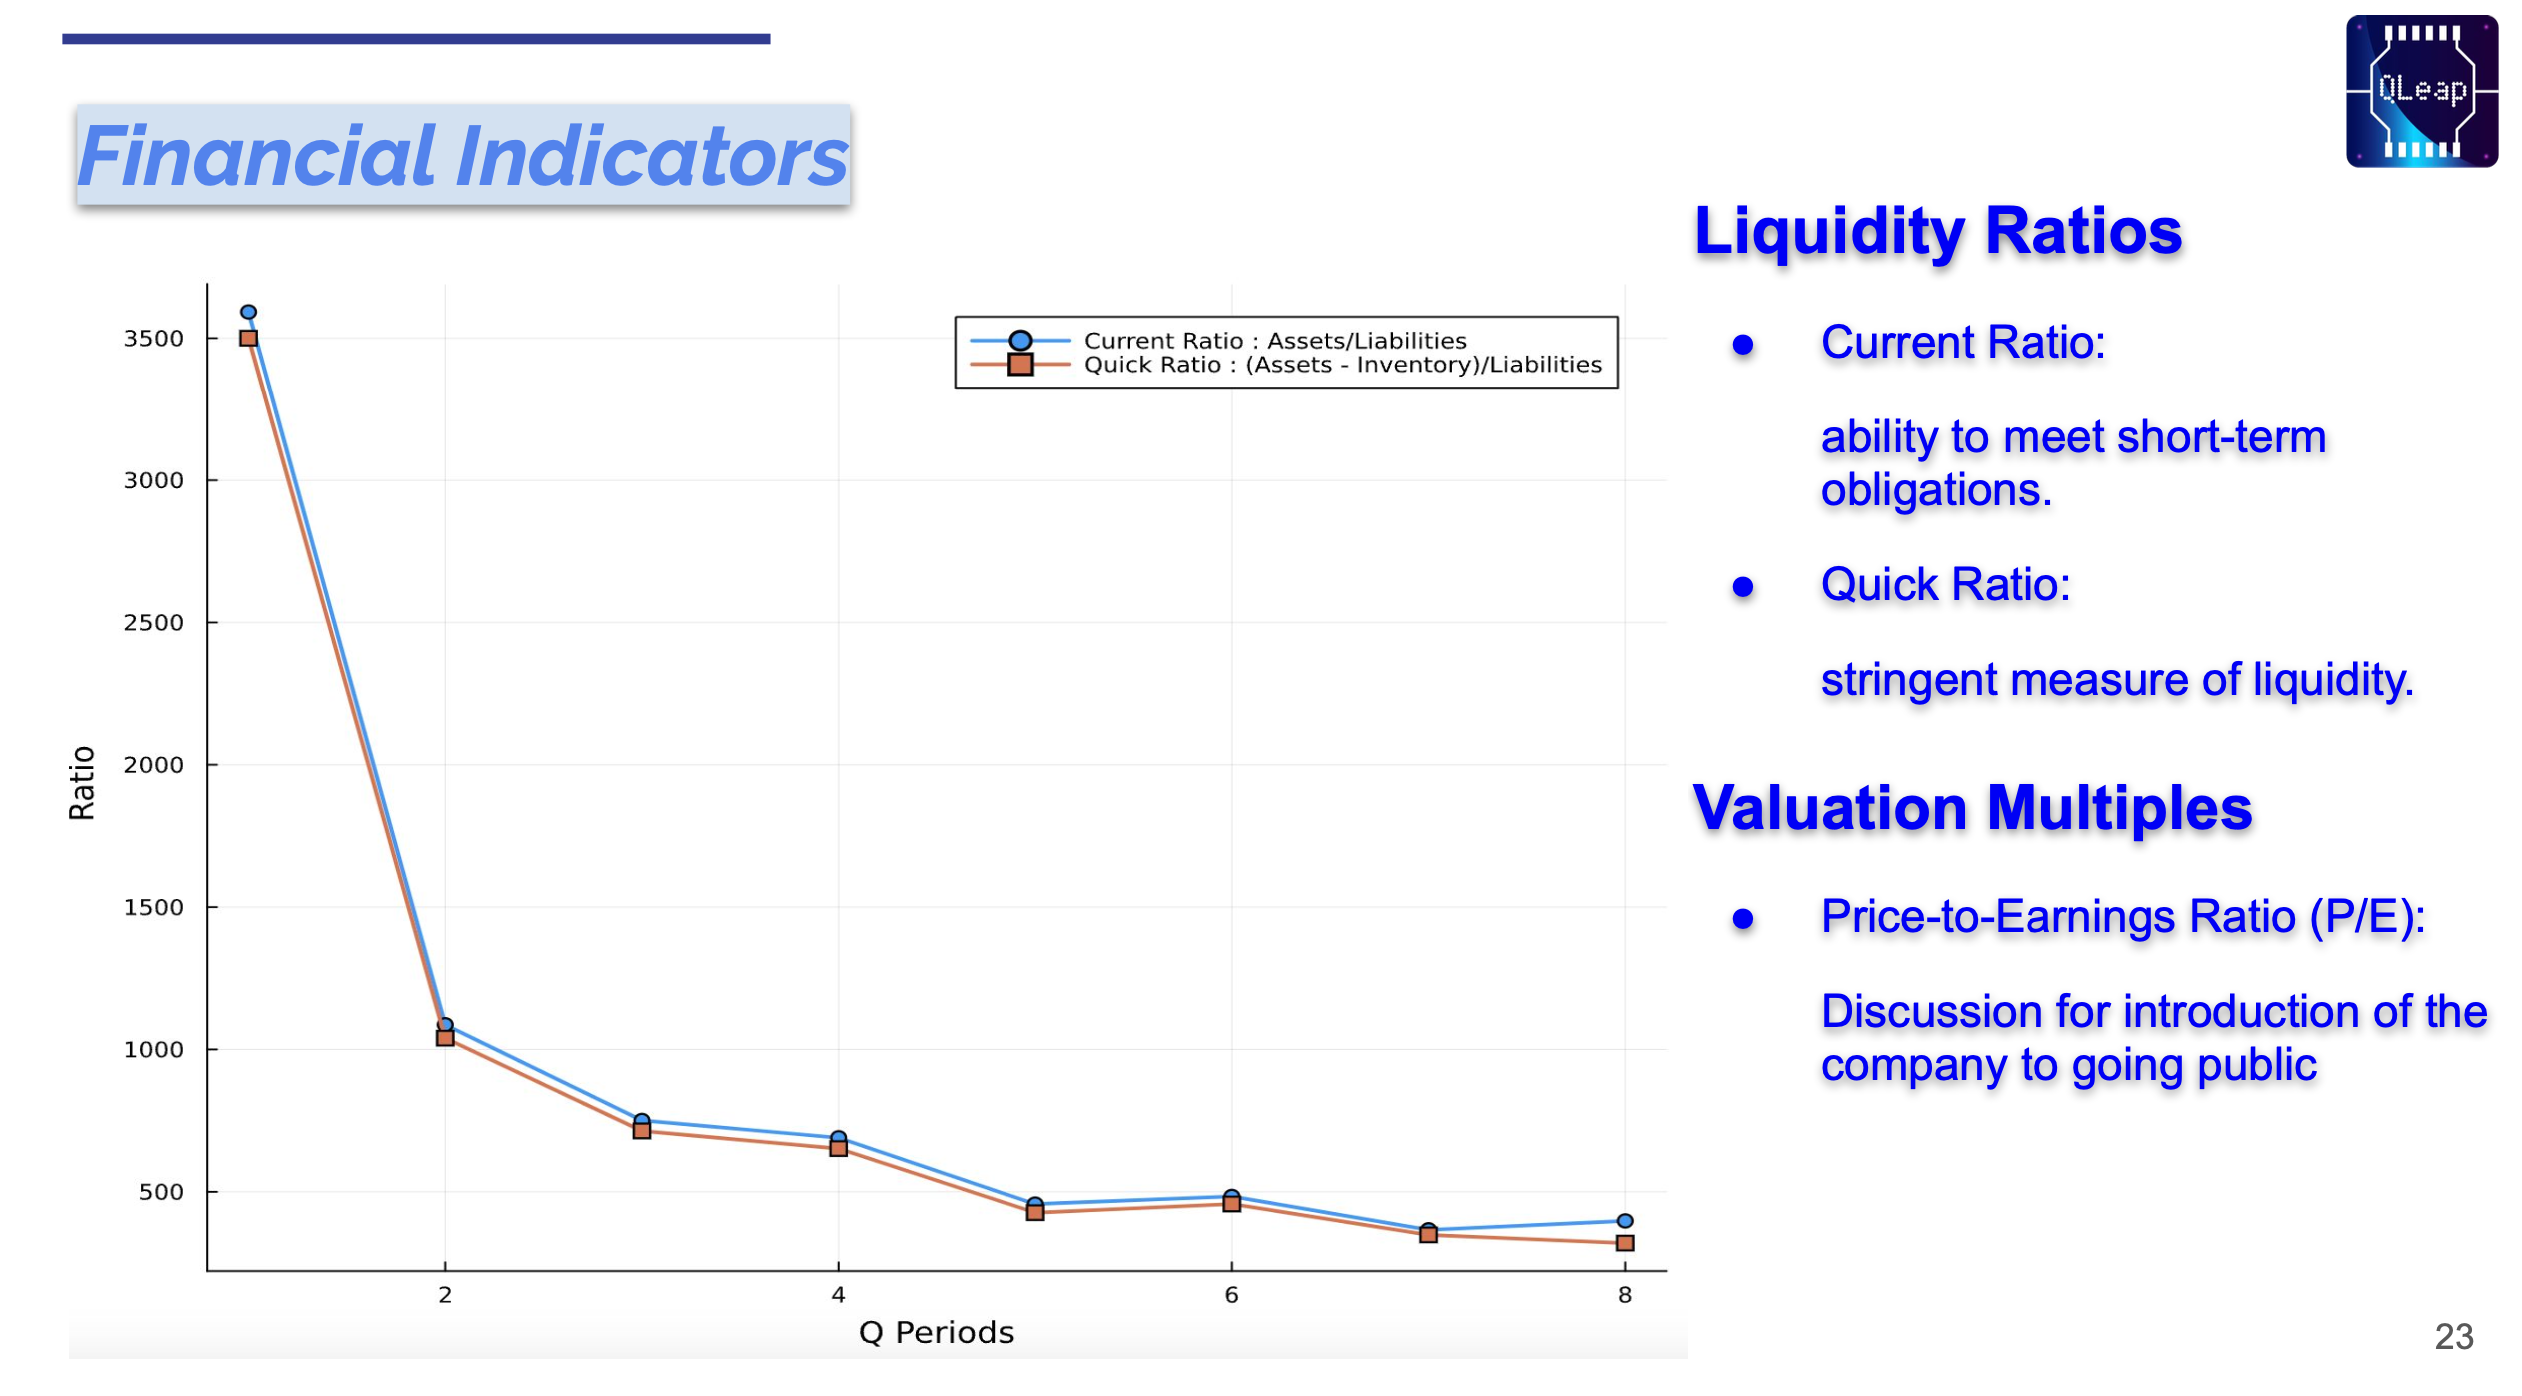 QLeap
Financial Indicators
3500
3000
2500
2000
1500
1000
500
Ratio
Current Ratio : Assets/Liabilities
Quick Ratio : (Assets - Inventory)/Liabilities
2 4 6 8
Q Periods
Liquidity Ratios
● Current Ratio:
ability to meet short-term
obligations.
● Quick Ratio:
stringent measure of liquidity.
Valuation Multiples
● Price-to-Earnings Ratio (P/E):
Discussion for introduction of the
company to going public
23